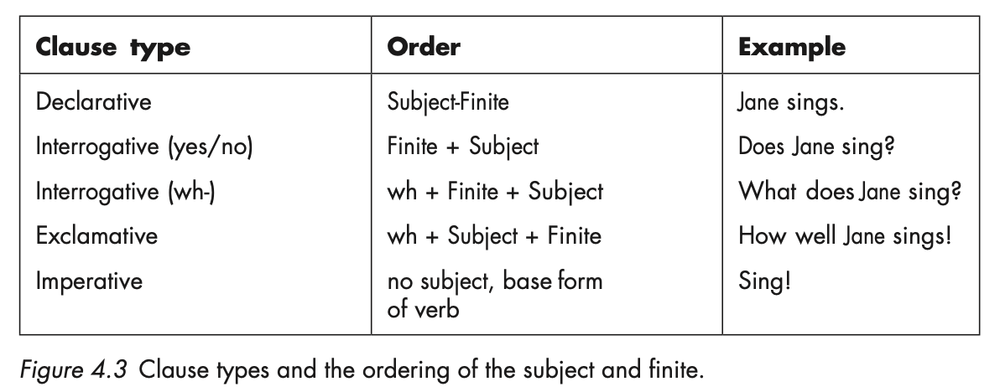 Clause type Order Example
Declarative Subject-Finite Jane sings.
Interrogative (yes/no) Finite + Subject Does Jane sing?
Interrogative (wh-) wh + Finite + Subject What does Jane sing?
Exclamative wh + Subject + Finite How well Jane sings!
Imperative no subject, base form Sing!
of verb
Figure 4.3 Clause types and the ordering of the subject and finite.